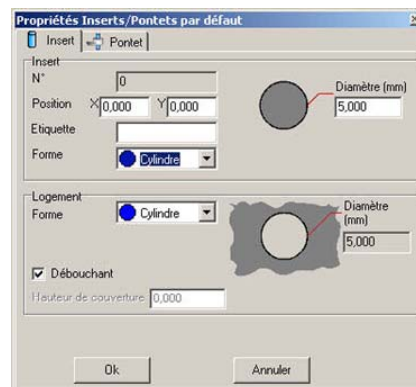 Propriétés Inserts/Pontets par défaut
Insert Pontet
Insert
N° 0
Position X 0,000 Y 0,000
Etiquette
Forme Cylindre
Diamètre (mm)
5,000
Logement
Forme Cylindre
Diamètre
(mm)
5,000
Débouchant
Hauteur de couverture 0,000
Ok Annuler